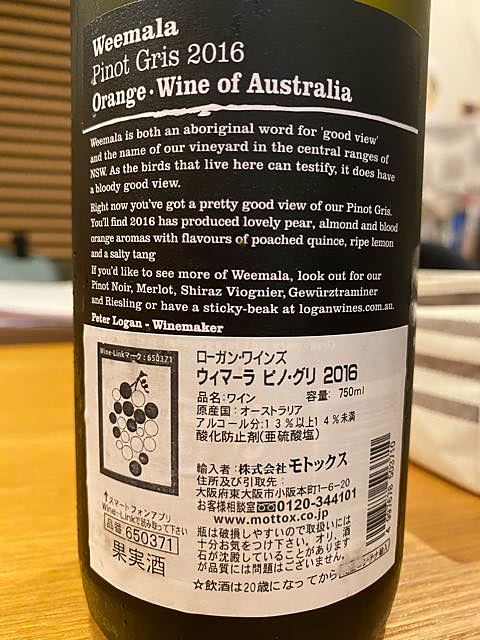 Weemala
Pinot Gris 2016
Orange · Wine of Australia
Weemala is both an aboriginal word for 'good view'
and the name of our vineyard in the central ranges of
NSW. As the birds that live here can testify, it does have
a bloody good view.
Right now you've got a pretty good view of our Pinot Gris.
You'll find 2016 has produced lovely pear, almond and blood
orange aromas with flavours of poached quince, ripe lemon
and a salty tang
If you'd like to see more of Weemala, look out for our
Pinot Noir, Merlot, Shiraz Viognier, Gewürztraminer
and Riesling or have a sticky-beak at loganwines.com.au.
Peter Logan - Winemaker
Wine-Linkマーク:650371
ローガン・ワインズ
ウィマーラ ピノ・グリ 2016
品名:ワイン 容量: 750ml
原産国:オーストラリア
アルコール分:13%以上14%未満
酸化防止剤(亜硫酸塩)
輸入者:株式会社モトックス
住所及び引取先:
大阪府東大阪市小阪本町1-6-20
お客様相談室 0120-344101
www.mottox.co.jp
瓶は破損しやすいので取扱いには
十分お気をつけ下さい。オリ、酒
石が沈殿していることがあります
が品質には問題はございません。
☆飲酒は20歳になってから
↑スマートフォンアプリ
Wine-Linkで読み取って下さい
品番 650371
果実酒